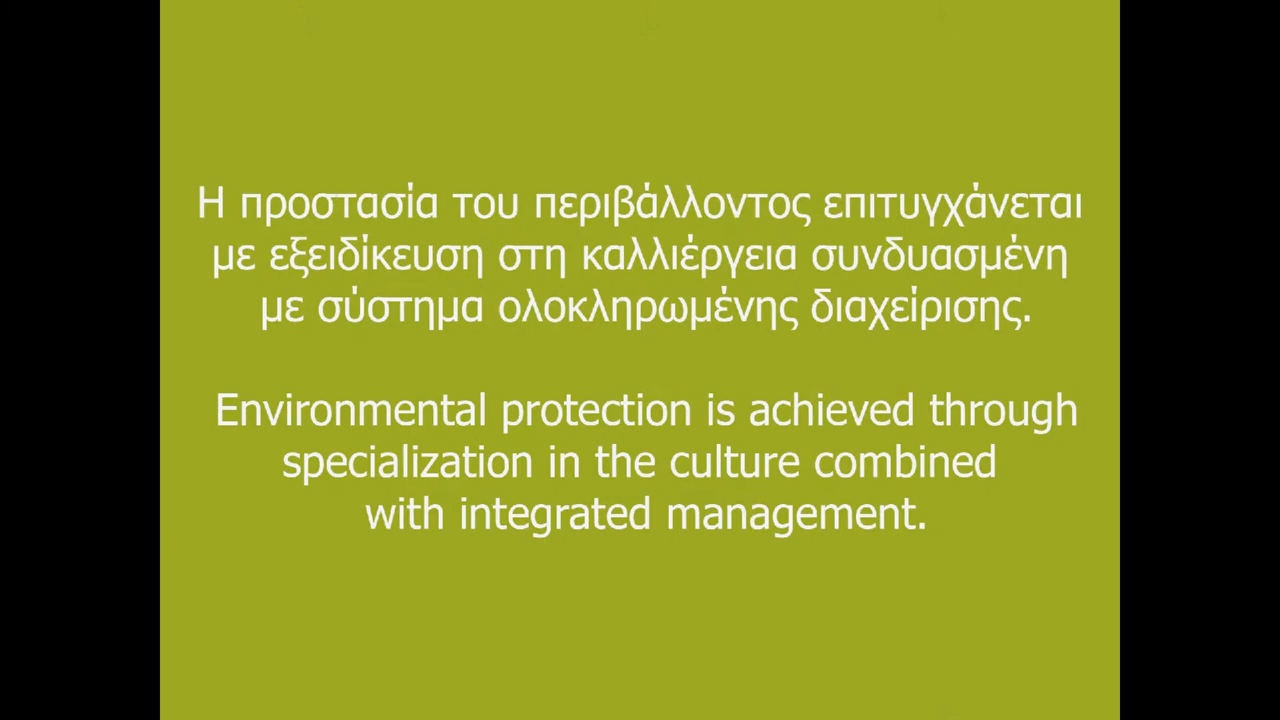 Η προστασία του περιβάλλοντος επιτυγχάνεται
με εξειδίκευση στη καλλιέργεια συνδυασμένη
με σύστημα ολοκληρωμένης διαχείρισης.
Environmental protection is achieved through
specialization in the culture combined
with integrated management.